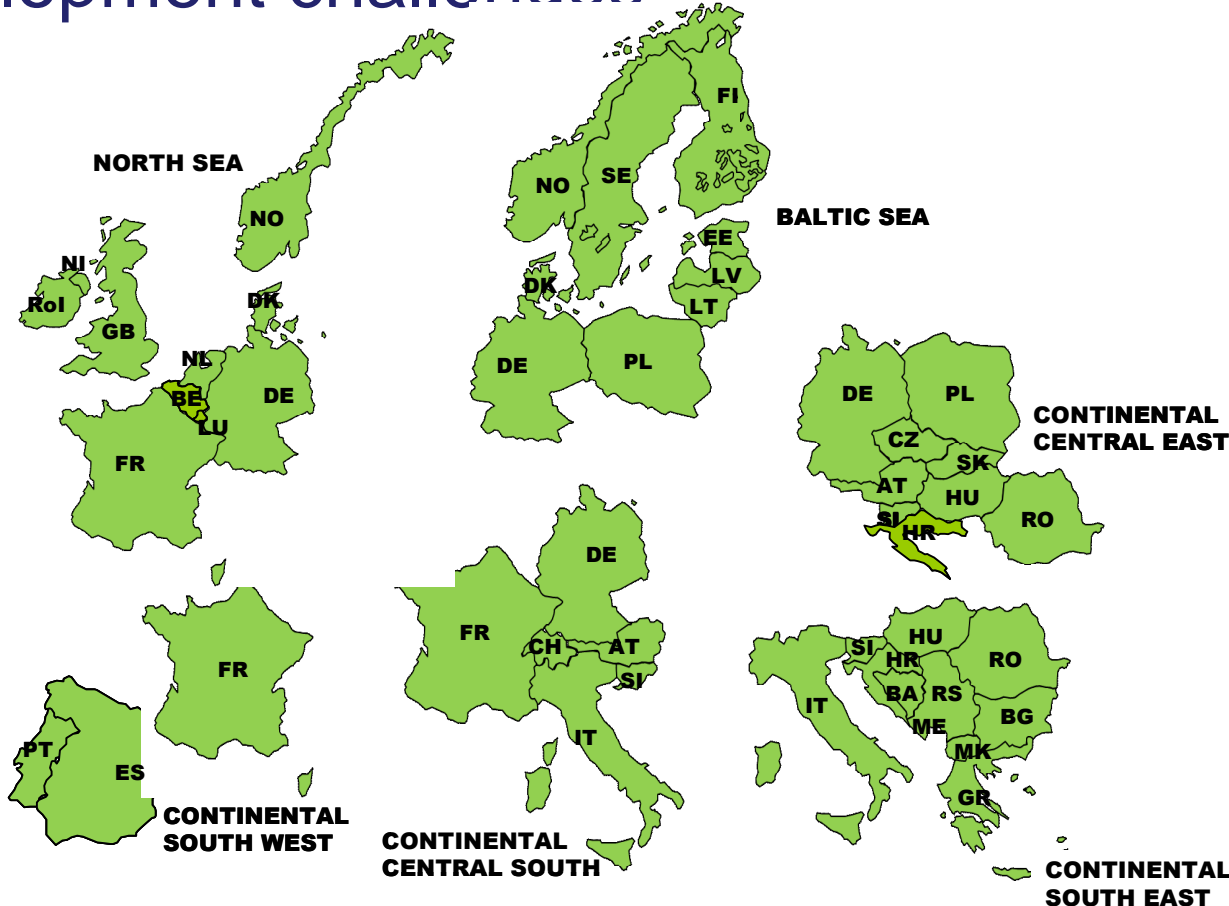 NORTH SEA
NO
NI
RoI
GB
DK
NL
BE
DE
LU
FR
FI
NO
SE
BALTIC SEA
EE
LV
LT
DK
DE
PL
DE
PL
CONTINENTAL
CENTRAL EAST
CZ
SK
AT
HU
SI
HR
RO
FR
PT
ES
CONTINENTAL
SOUTH WEST
DE
FR
CH
AT
SI
IT
CONTINENTAL
CENTRAL SOUTH
HU
SI
HR
RO
IT
BA
RS
ME
BG
MK
GR
CONTINENTAL
SOUTH EAST